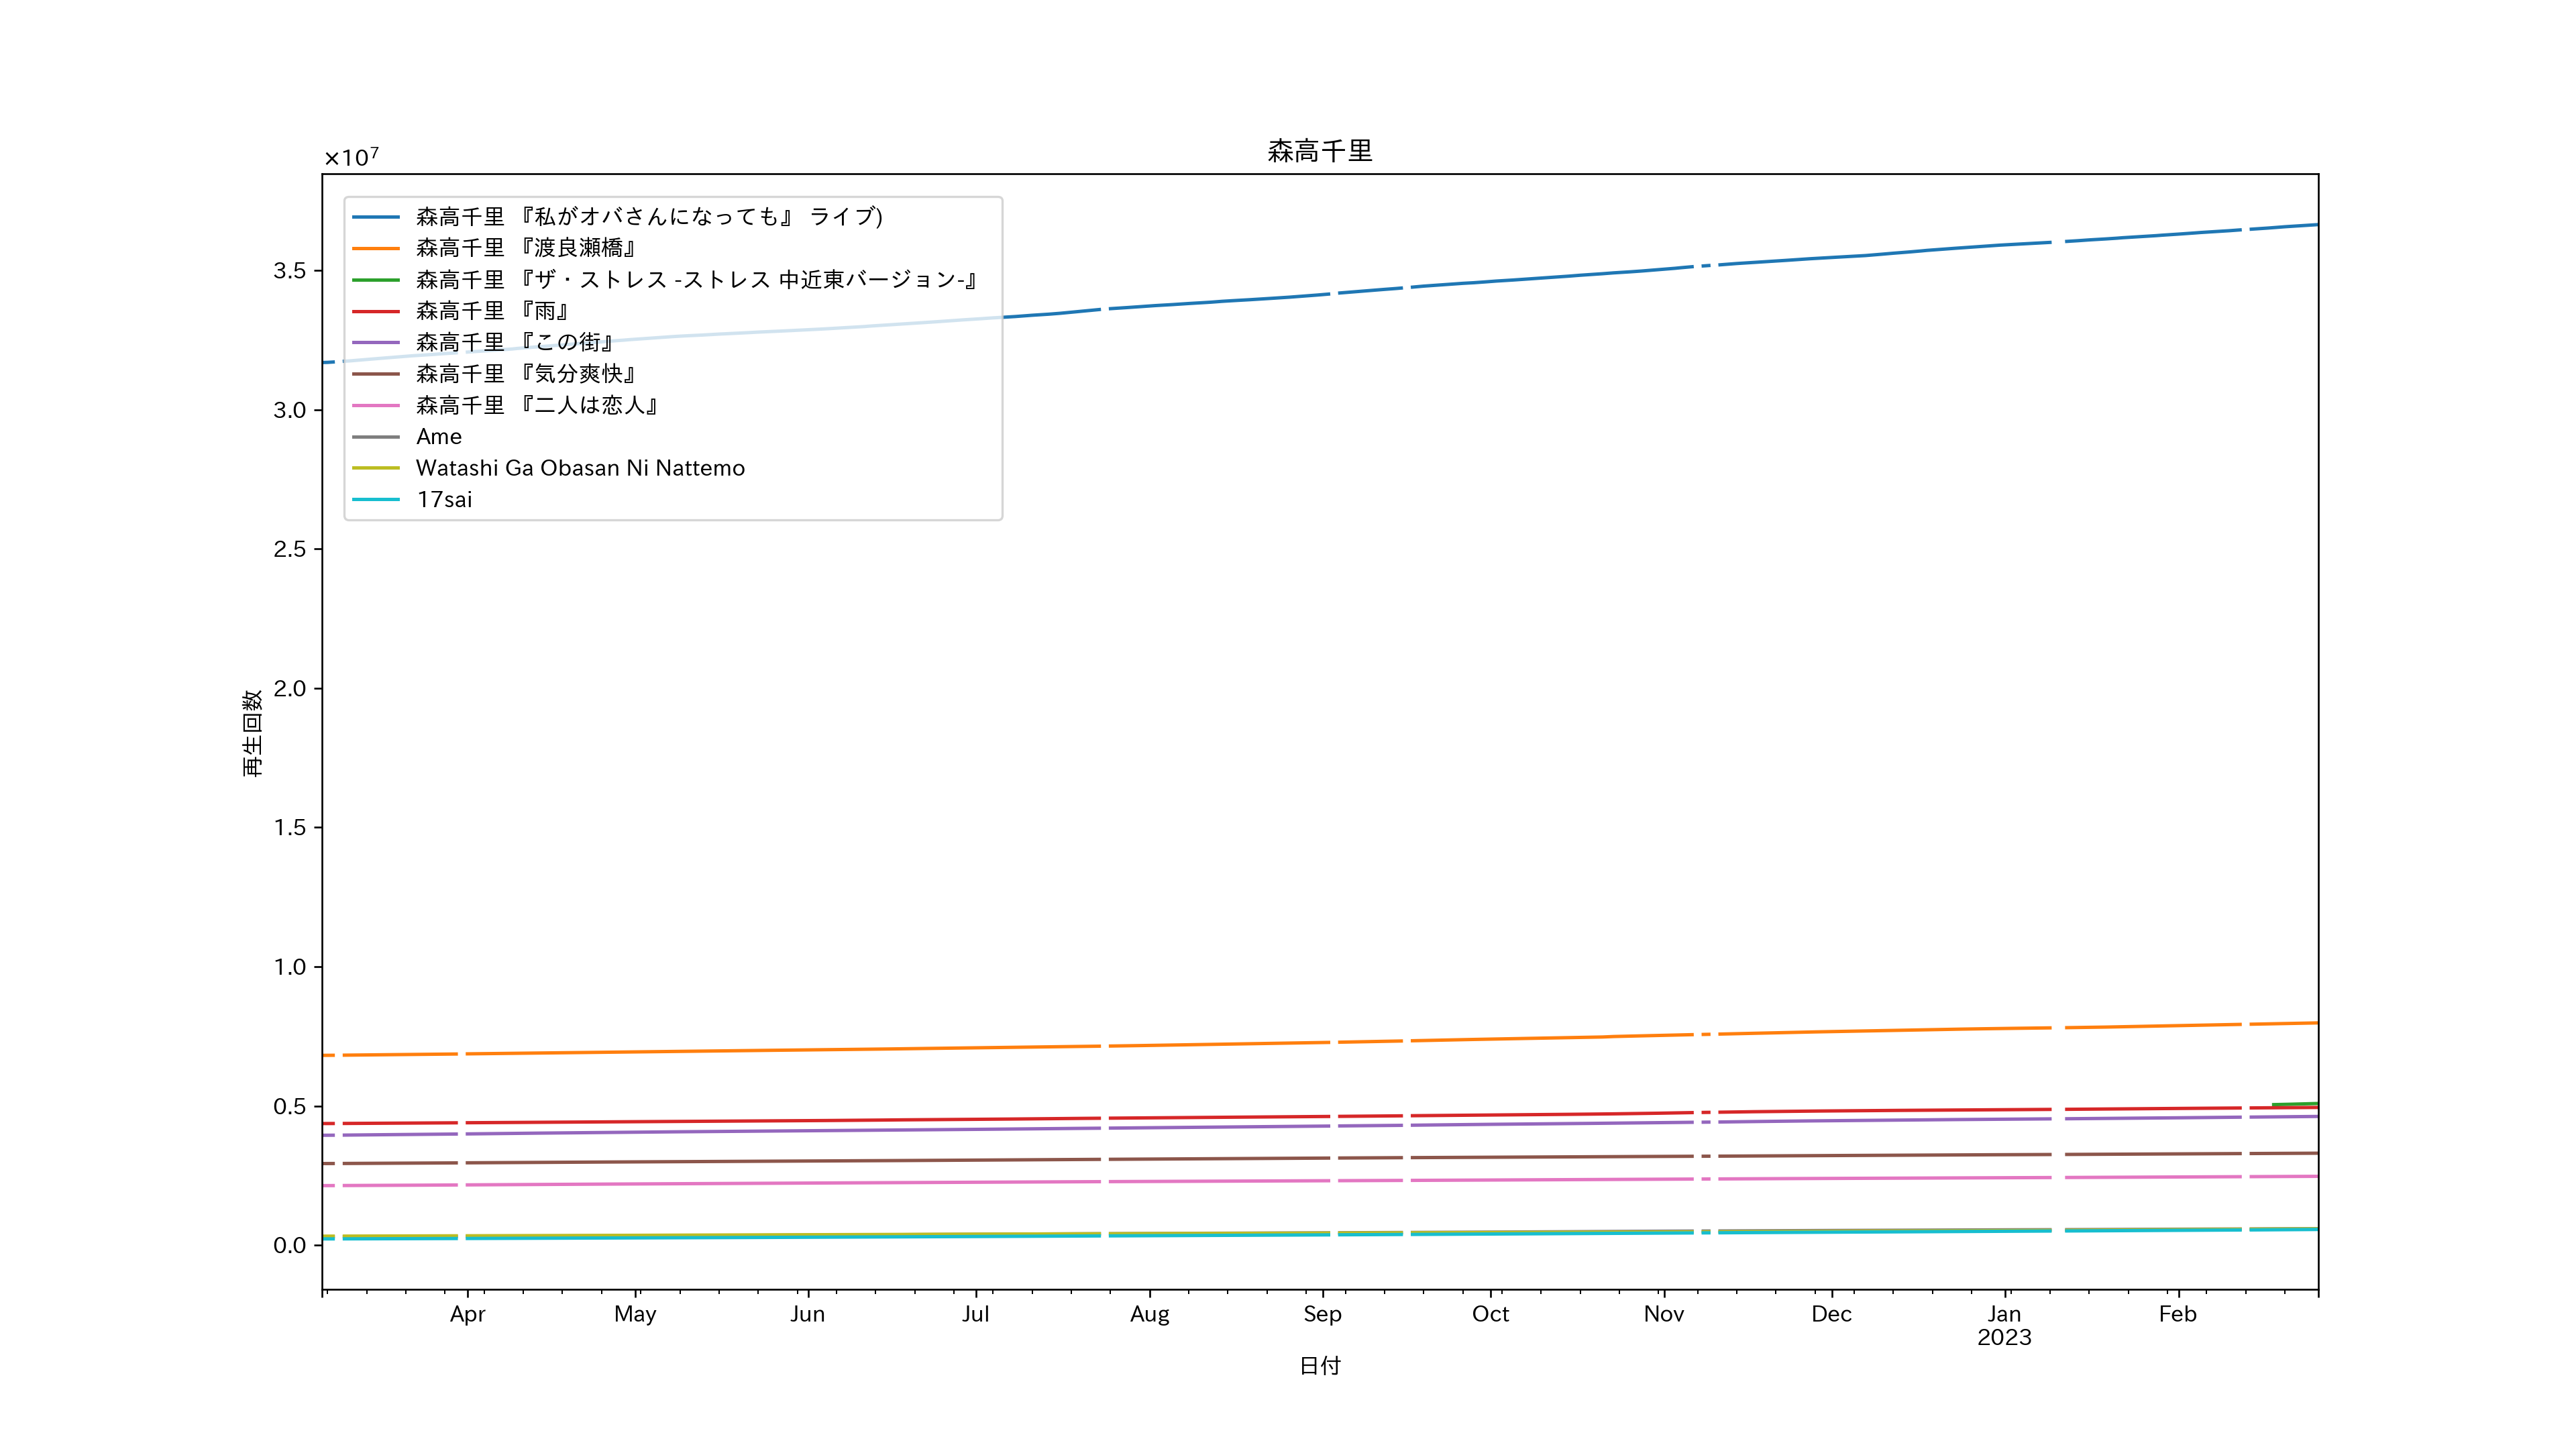 森高千里
×10⁷
森高千里 『私がオバさんになっても』 ライブ)
森高千里 『渡良瀬橋』
森高千里 『ザ・ストレス -ストレス 中近東バージョン-』
森高千里 『雨』
森高千里 『この街』
森高千里 『気分爽快』
森高千里 『二人は恋人』
Ame
Watashi Ga Obasan Ni Nattemo
17sai
3.5
3.0
2.5
2.0
1.5
1.0
0.5
0.0
再生回数
Apr May Jun Jul Aug Sep Oct Nov Dec Jan Feb
2023
日付